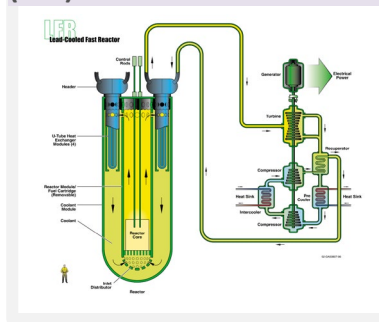 LFR
Lead-Cooled Fast Reactor
Control
Rods
Header
Generator
Electrical
Power
Turbine
U-Tube Heat
Exchanger
Modules (4)
Recuperator
Compressor
Reactor Module/
Fuel Cartridge
(Removable)
Heat Sink
Pre
Cooler
Heat Sink
Coolant
Module
Intercooler
Compressor
Coolant
Reactor
Core
Inlet
Distributor
Reactor